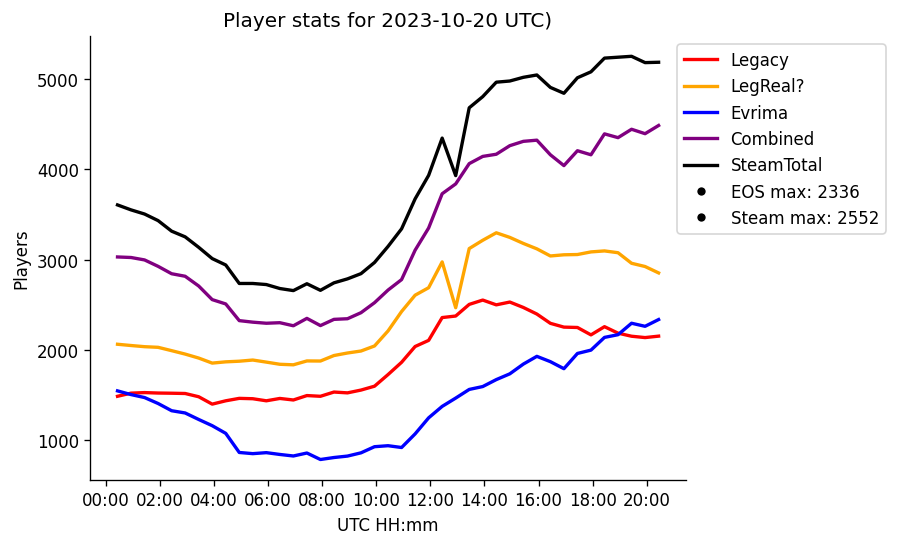 Player stats for 2023-10-20 UTC)
Legacy
LegReal?
Evrima
Combined
SteamTotal
EOS max: 2336
Steam max: 2552
Players
5000
4000
3000
2000
1000
00:00 02:00 04:00 06:00 08:00 10:00 12:00 14:00 16:00 18:00 20:00
UTC HH:mm